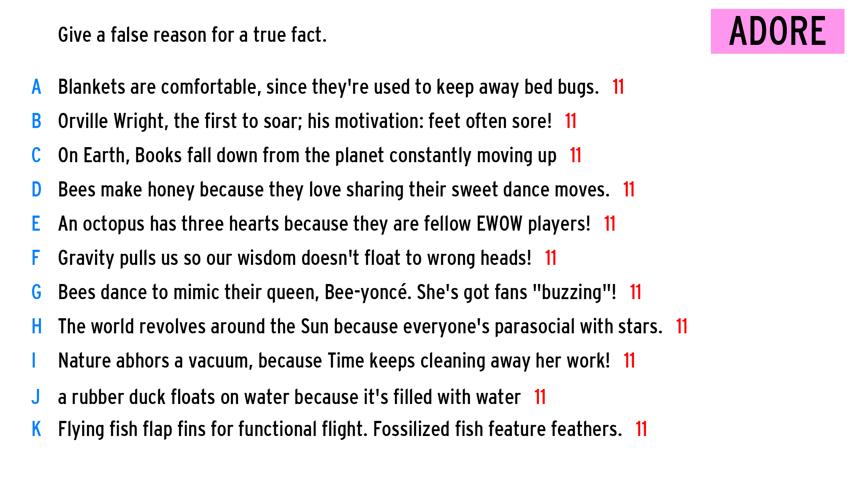 Give a false reason for a true fact.
ADORE
A Blankets are comfortable, since they're used to keep away bed bugs. 11
B Orville Wright, the first to soar; his motivation: feet often sore! 11
C On Earth, Books fall down from the planet constantly moving up 11
D Bees make honey because they love sharing their sweet dance moves. 11
E An octopus has three hearts because they are fellow EWOW players! 11
F Gravity pulls us so our wisdom doesn't float to wrong heads! 11
G Bees dance to mimic their queen, Bee-yoncé. She's got fans "buzzing"! 11
H The world revolves around the Sun because everyone's parasocial with stars. 11
I Nature abhors a vacuum, because Time keeps cleaning away her work! 11
J a rubber duck floats on water because it's filled with water 11
K Flying fish flap fins for functional flight. Fossilized fish feature feathers. 11